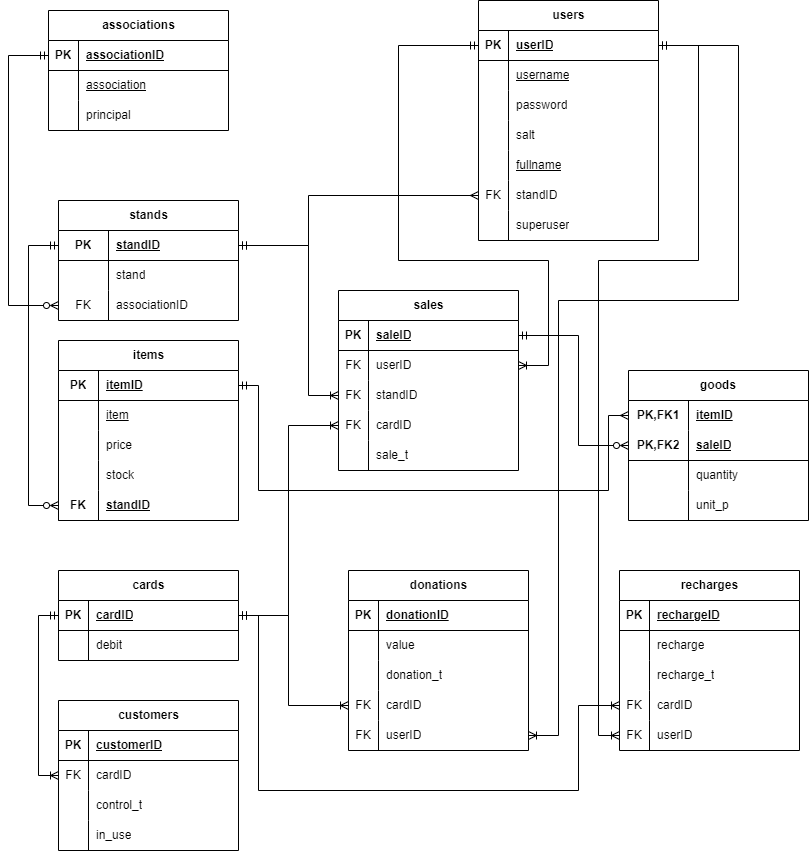 associations
PK associationID
association
principal
users
PK userID
username
password
salt
fullname
FK standID
superuser
stands
PK standID
stand
FK associationID
sales
PK saleID
FK userID
FK standID
FK cardID
sale_t
items
PK itemID
item
price
stock
FK standID
goods
PK,FK1 itemID
PK,FK2 saleID
quantity
unit_p
cards
PK cardID
debit
donations
PK donationID
value
donation_t
FK cardID
FK userID
recharges
PK rechargeID
recharge
recharge_t
FK cardID
FK userID
customers
PK customerID
FK cardID
control_t
in_use